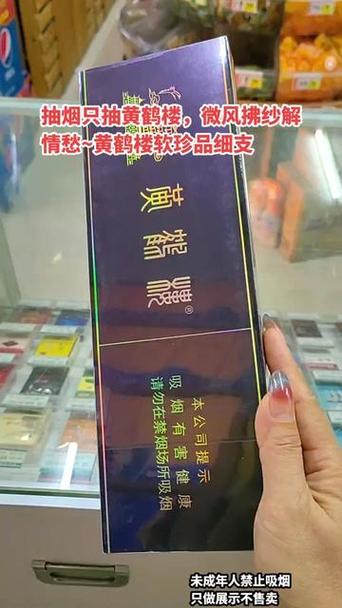 抽烟只抽黄鹤楼，微风拂纱解
情愁~黄鹤楼软珍品细支
黄鹤楼®
本公司提示
吸烟有害健康
请勿在禁烟场所吸烟
未成年人禁止吸烟
只做展示不售卖